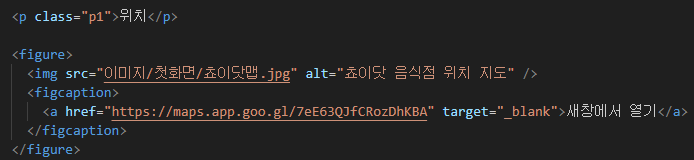 <p class="p1">위치</p>
<figure>
<img src="이미지/첫화면/쵸이닷맵.jpg" alt="쵸이닷 음식점 위치 지도" />
<figcaption>
<a href="https://maps.app.goo.gl/7eE63QJfCRozDhKBA" target="_blank">새창에서 열기</a>
</figcaption>
</figure>